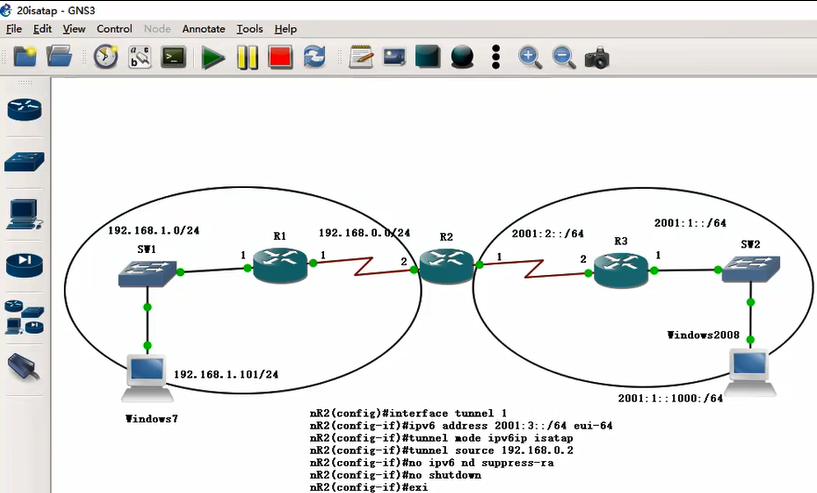 20isatap - GNS3
File Edit View Control Node Annotate Tools Help
192.168.1.0/24
SW1
R1
192.168.0.0/24
R2
2001:2::/64
R3
2001:1::/64
SW2
1
1
2
1
2
1
Windows2008
192.168.1.101/24
2001:1::1000:/64
Windows7
nR2(config)#interface tunnel 1
nR2(config-if)#ipv6 address 2001:3::/64 eui-64
nR2(config-if)#tunnel mode ipv6ip isatap
nR2(config-if)#tunnel source 192.168.0.2
nR2(config-if)#no ipv6 nd suppress-ra
nR2(config-if)#no shutdown
nR2(config-if)#exi